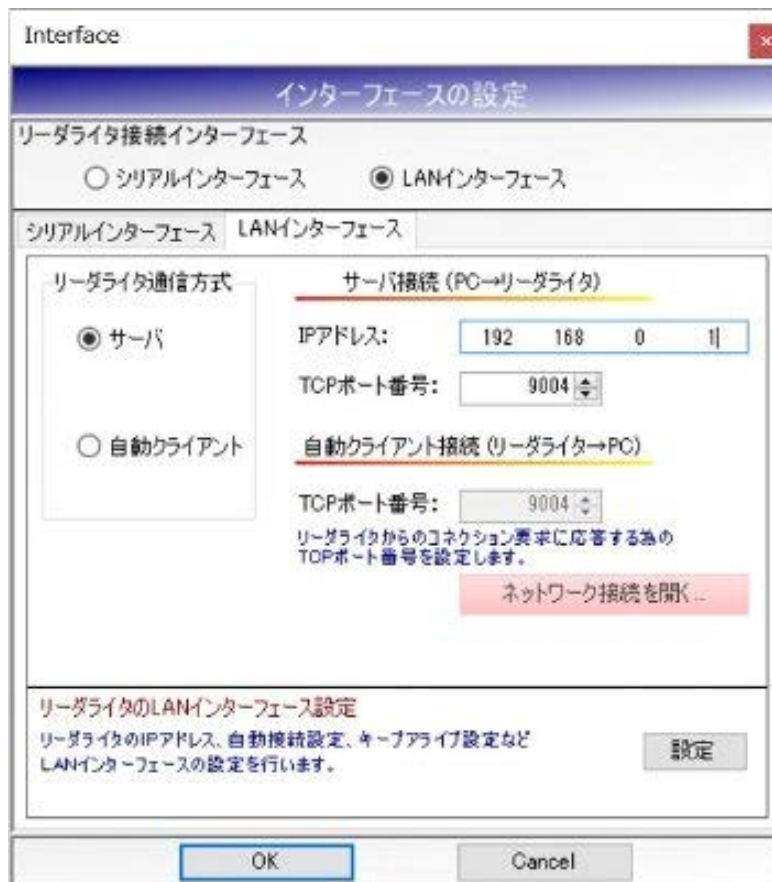 Interface
インターフェースの設定
リーダライタ接続インターフェース
シリアルインターフェース LANインターフェース
シリアルインターフェース LANインターフェース
リーダライタ通信方式
サーバ
自動クライアント
サーバ接続 (PC→リーダライタ)
IPアドレス: 192 168 0 1
TCPポート番号: 9004
自動クライアント接続 (リーダライタ→PC)
TCPポート番号: 9004
リーダライタからのコネクション要求に応答する為の
TCPポート番号を設定します。
ネットワーク接続を開く...
リーダライタのLANインターフェース設定
リーダライタのIPアドレス、自動接続設定、キープアライブ設定など
LANインターフェースの設定を行います。
設定
OK Cancel